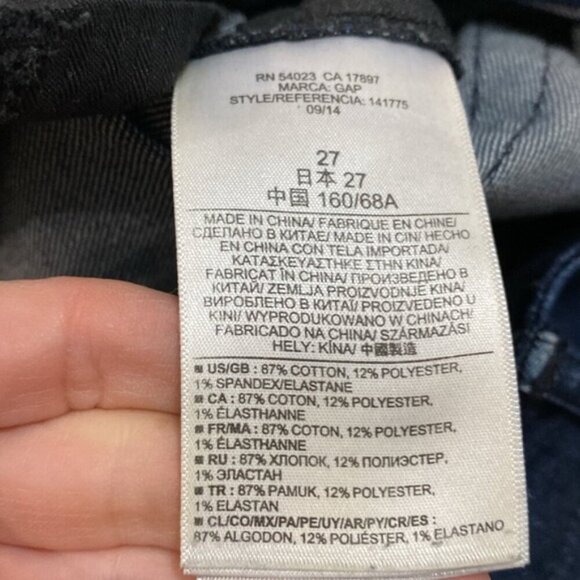 RN 54023 CA 17897
MARCA: GAP
STYLE/REFERENCIA: 141775
09/14
27
日本 27
中国 160/68A
MADE IN CHINA/ FABRIQUE EN CHINE/
СДЕЛАНО В КИТАЕ/ MADE IN CIN/ HECHO
EN CHINA CON TELA IMPORTADA/
ΚΑΤΑΣΚΕΥΑΣΤΗΚΕ ΣΤΗΝ ΚΙΝΑ/
FABRICAT ÎN CHINA/ ПРОИЗВЕДЕНО В
КИТАЙ/ ZEMLJA PROIZVODNJE KINA/
ВИРОБЛЕНО В КИТАЇ/ PROIZVEDENO U
KINI/ WYPRODUKOWANO W CHINACH/
FABRICADO NA CHINA/ SZÁRMAZÁSI
HELY: KÍNA/ 中國製造
US/GB : 87% COTTON, 12% POLYESTER,
1% SPANDEX/ELASTANE
CA : 87% COTON, 12% POLYESTER,
1% ÉLASTHANNE
FR/MA : 87% COTON, 12% POLYESTER,
1% ÉLASTHANNE
RU : 87% ХЛОПОК, 12% ПОЛИЭСТЕР,
1% ЭЛАСТАН
TR : 87% PAMUK, 12% POLYESTER,
1% ELASTAN
CL/CO/MX/PA/PE/UY/AR/PY/CR/ES :
87% ALGODON, 12% POLIÉSTER, 1% ELASTANO